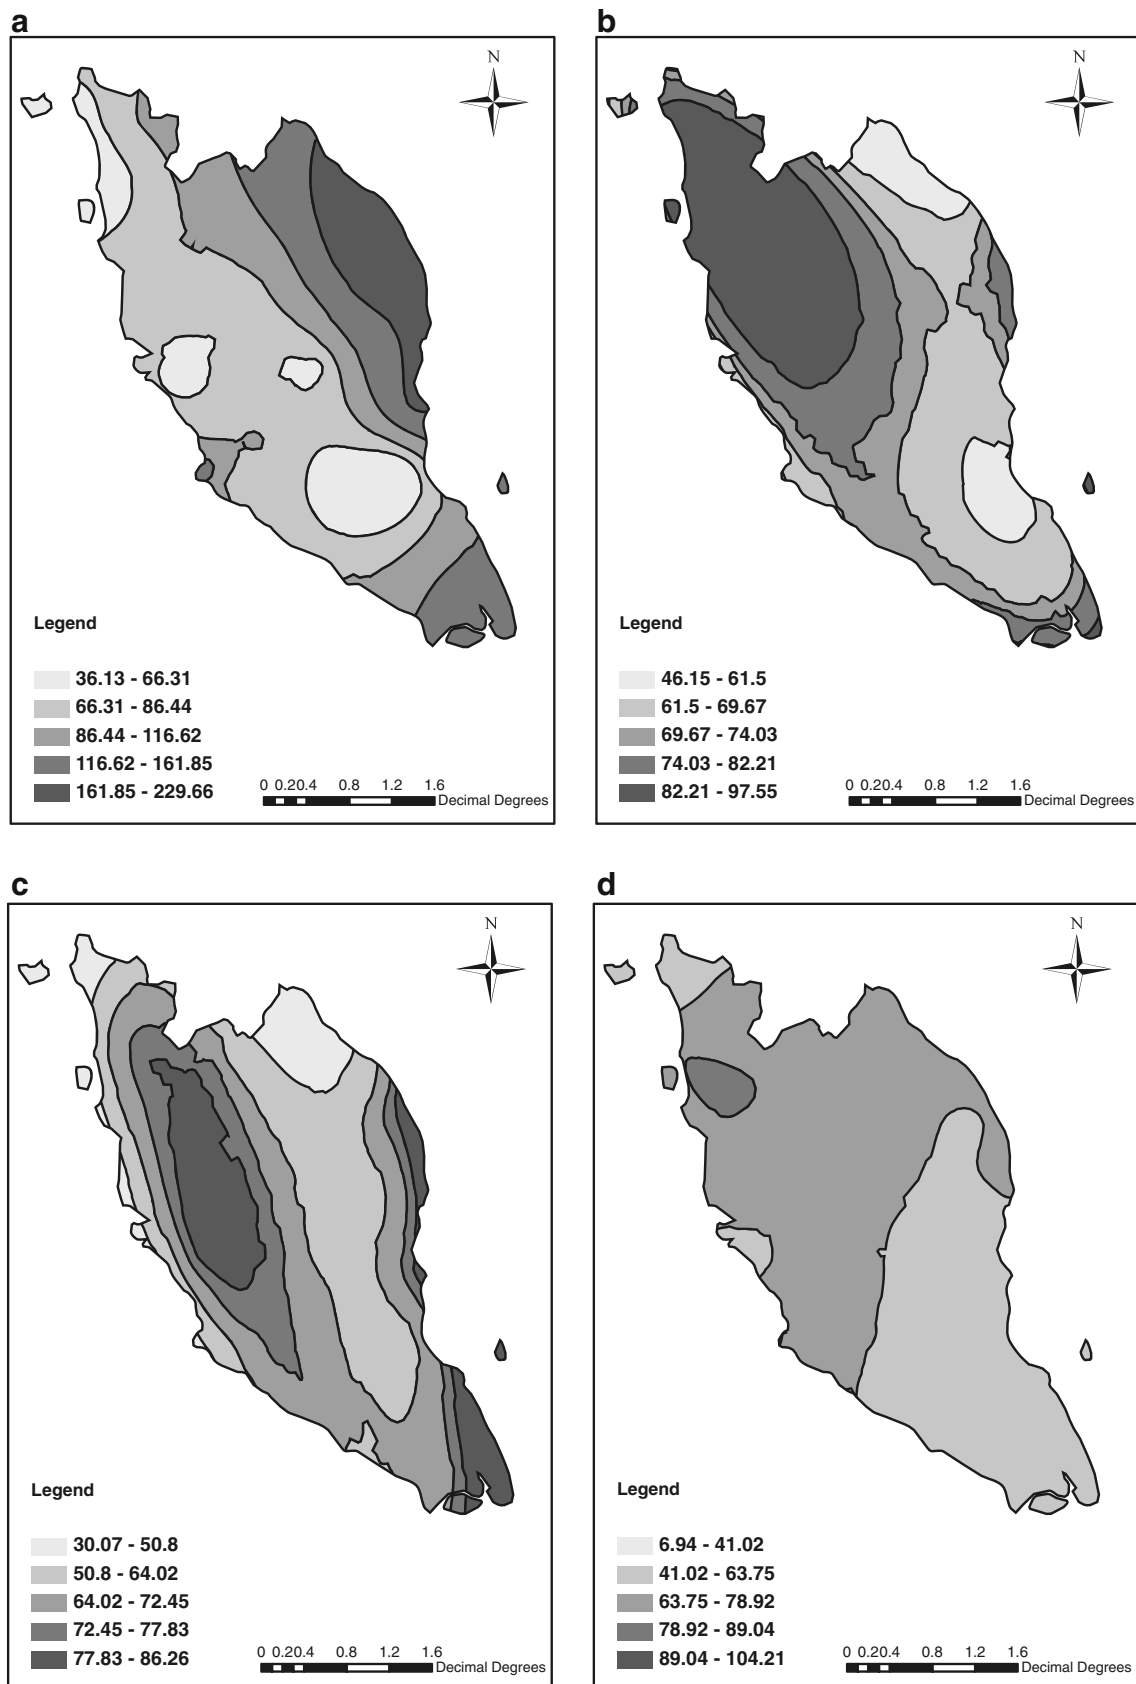 a
N
Legend
36.13 - 66.31
66.31 - 86.44
86.44 - 116.62
116.62 - 161.85
161.85 - 229.66
0 0.20.4 0.8 1.2 1.6
Decimal Degrees
b
N
Legend
46.15 - 61.5
61.5 - 69.67
69.67 - 74.03
74.03 - 82.21
82.21 - 97.55
0 0.20.4 0.8 1.2 1.6
Decimal Degrees
c
N
Legend
30.07 - 50.8
50.8 - 64.02
64.02 - 72.45
72.45 - 77.83
77.83 - 86.26
0 0.20.4 0.8 1.2 1.6
Decimal Degrees
d
N
Legend
6.94 - 41.02
41.02 - 63.75
63.75 - 78.92
78.92 - 89.04
89.04 - 104.21
0 0.20.4 0.8 1.2 1.6
Decimal Degrees